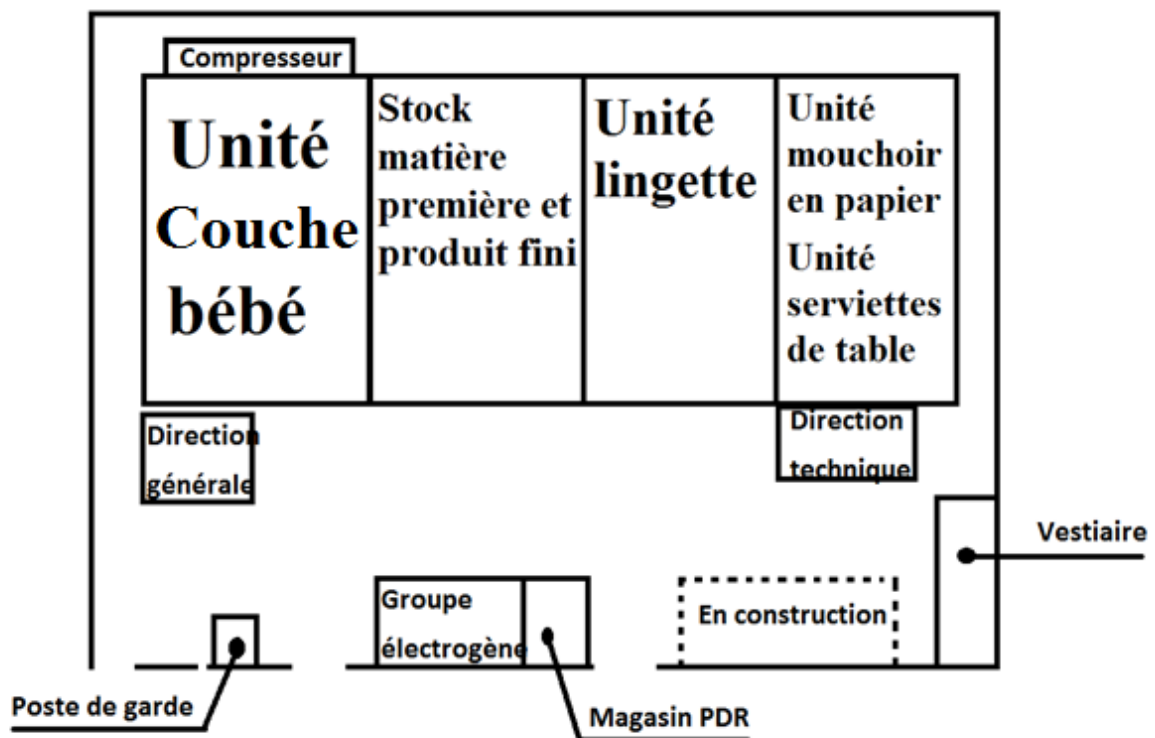 Compresseur
Unité
Couche
bébé
Stock
matière
première et
produit fini
Unité
lingette
Unité
mouchoir
en papier
Unité
serviettes
de table
Direction
générale
Direction
technique
Vestiaire
Groupe
électrogène
En construction
Poste de garde
Magasin PDR